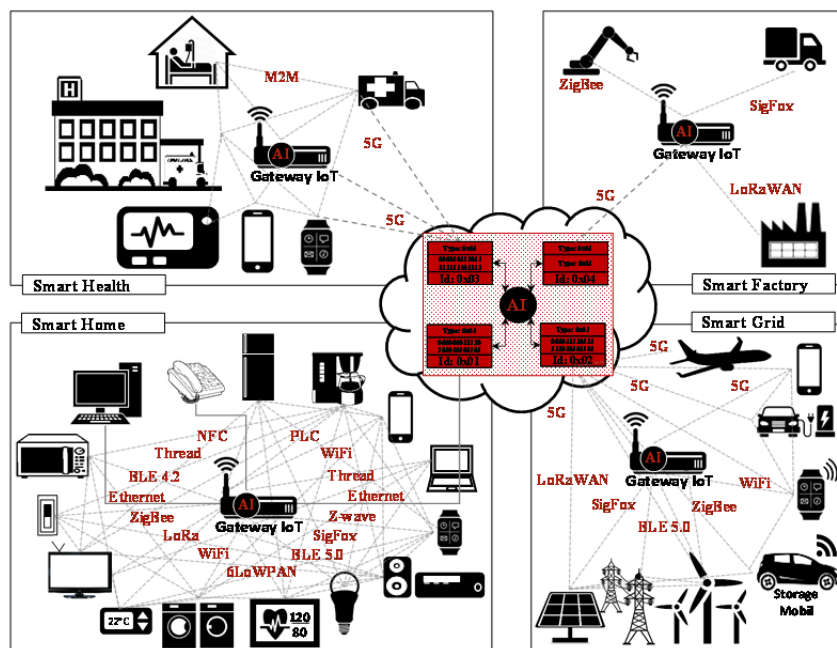 H
M2M
5G
AI
Gateway IoT
5G
Smart Health
ZigBee
SigFox
AI
Gateway IoT
LoRaWAN
5G
Smart Factory
Id: 0x03
Id: 0x04
AI
Id: 0x01
Id: 0x02
Smart Home
NFC
PLC
Thread
WiFi
BLE 4.2
Thread
Ethernet
AI
Ethernet
ZigBee
Gateway IoT
Z-wave
LoRa
SigFox
WiFi
BLE 5.0
6LoWPAN
22°C
120
80
Smart Grid
5G
5G
5G
5G
AI
LoRaWAN
Gateway IoT
WiFi
SigFox
ZigBee
BLE 5.0
Storage
Mobil